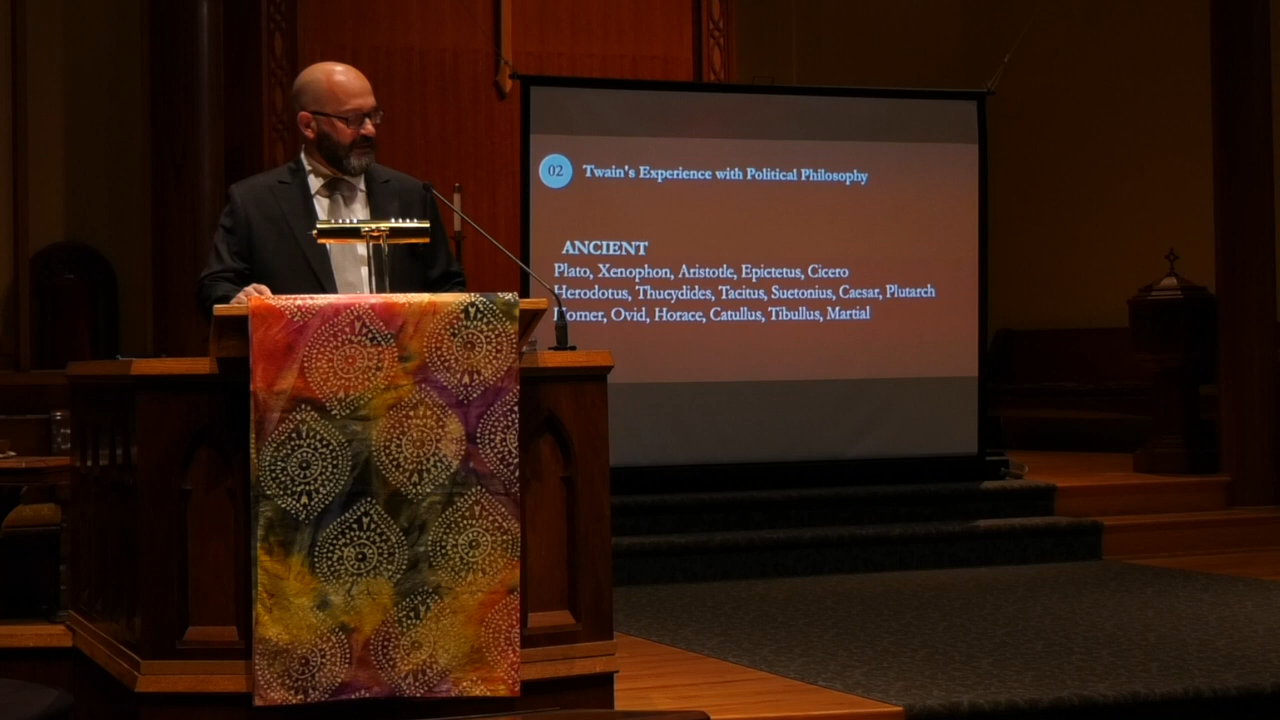 02 Twain's Experience with Political Philosophy
ANCIENT
Plato, Xenophon, Aristotle, Epictetus, Cicero
Herodotus, Thucydides, Tacitus, Suetonius, Caesar, Plutarch
Homer, Ovid, Horace, Catullus, Tibullus, Martial